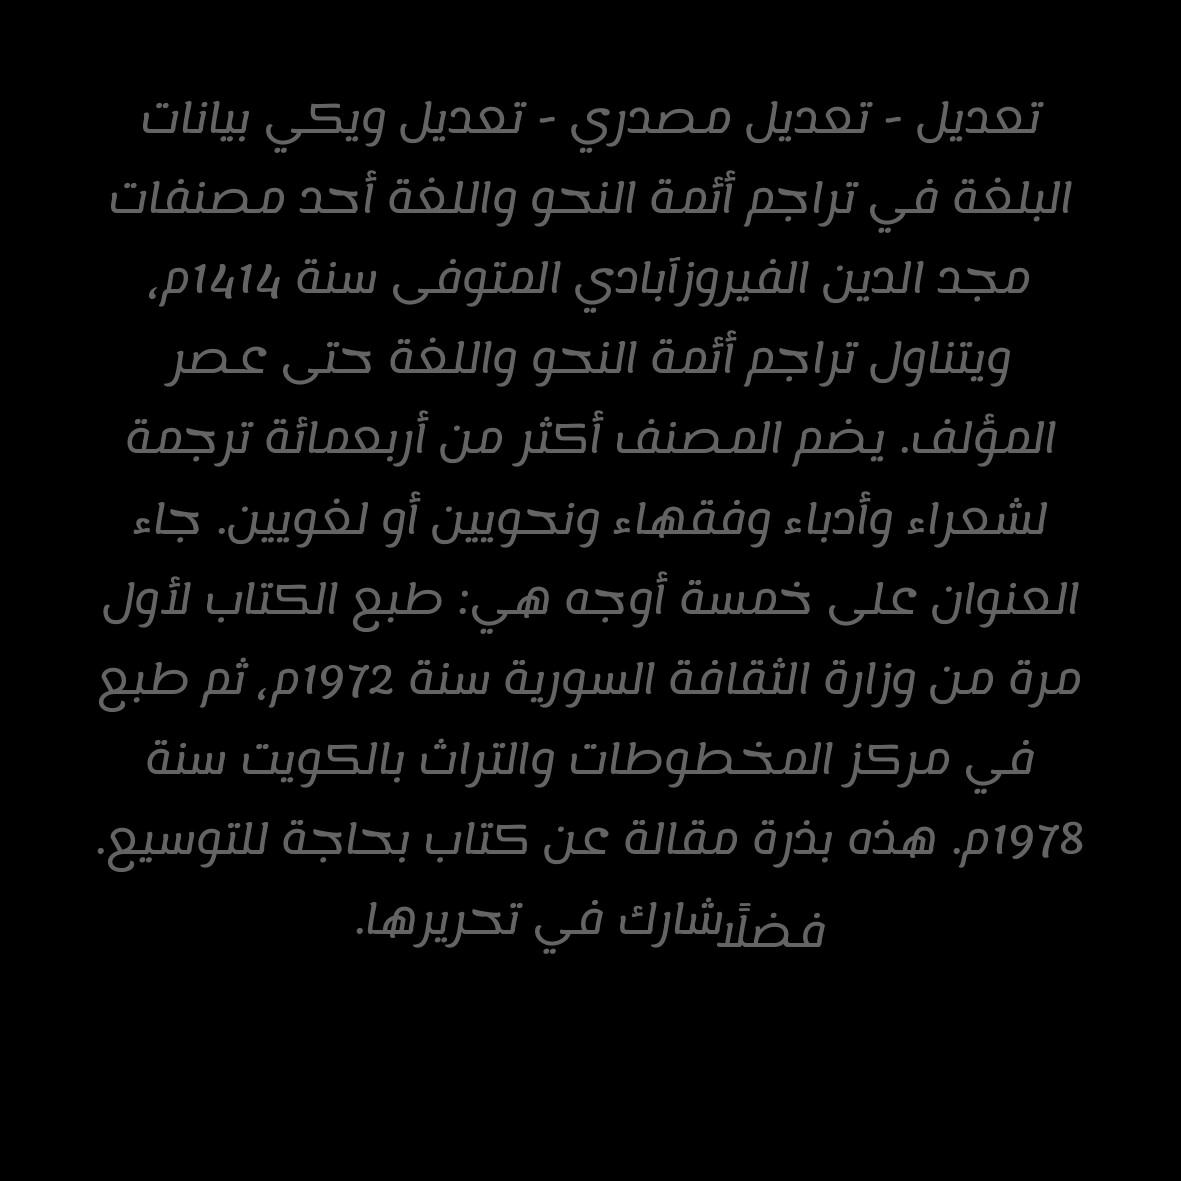 تعديل - تعديل مصدري - تعديل ويكي بيانات
البلغة في تراجم أئمة النحو واللغة أحد مصنفات
مجد الدين الفيروزاَبادي المتوفى سنة 1414م،
ويتناول تراجم أئمة النحو واللغة حتى عصر
المؤلف. يضم المصنف أكثر من أربعمائة ترجمة
لشعراء وأدباء وفقهاء ونحويين أو لغويين. جاء
العنوان على خمسة أوجه هي: طبع الكتاب لأول
مرة من وزارة الثقافة السورية سنة 1972م، ثم طبع
في مركز المخطوطات والتراث بالكويت سنة
1978م. هذه بذرة مقالة عن كتاب بحاجة للتوسيع.
فضلًا شارك في تحريرها.